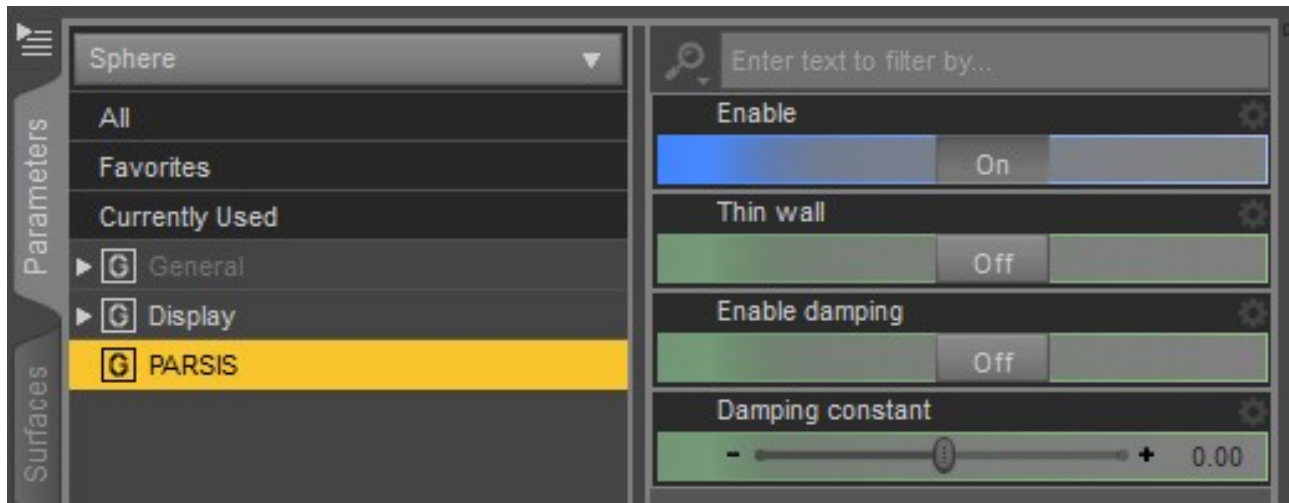 Parameters
Surfaces
Sphere
All
Favorites
Currently Used
G General
G Display
G PARSIS
Enter text to filter by...
Enable
On
Thin wall
Off
Enable damping
Off
Damping constant
- + 0.00